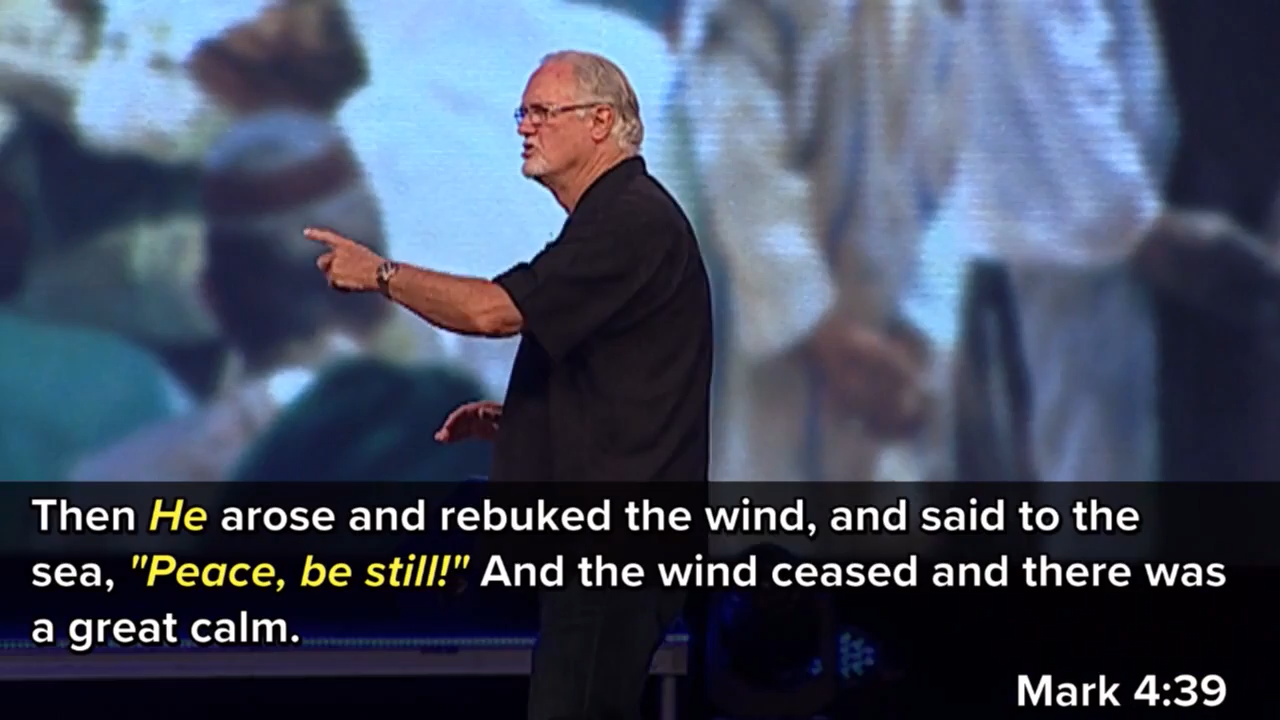 Then He arose and rebuked the wind, and said to the
sea, "Peace, be still!" And the wind ceased and there was
a great calm.
Mark 4:39